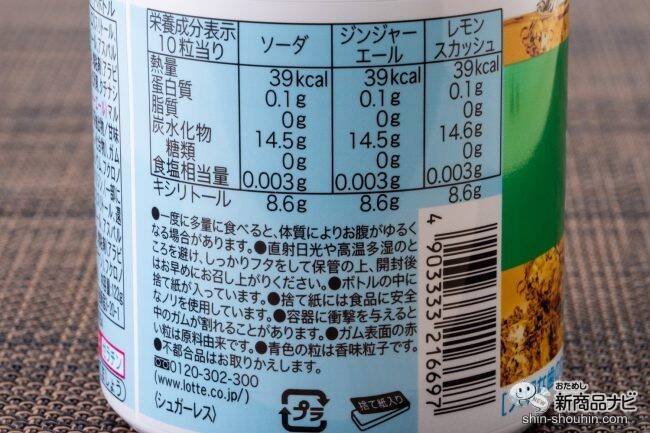 栄養成分表示 10粒当り ソーダ ジンジャーエール レモンスカッシュ
熱量 39kcal 39kcal 39kcal
蛋白質 0.1g 0.1g 0.1g
脂質 0g 0g 0g
炭水化物 14.5g 14.5g 14.6g
糖類 0g 0g 0g
食塩相当量 0.003g 0.003g 0.003g
キシリトール 8.6g 8.6g 8.6g
●一度に多量に食べると、体質によりお腹がゆるく
なる場合があります。●直射日光や高温多湿のと
ころを避け、しっかりフタをして保管の上、開封後
はお早めにお召し上がりください。●ボトルの中に
捨て紙が入っています。●捨て紙には食品に安全
なノリを使用しています。●容器に衝撃を与えると
中のガムが割れることがあります。●ガム表面の赤
い粒は原料由来です。●青色の粒は香味粒子です。
●不都合品はお取りかえします。
0120-302-300
(www.lotte.co.jp/)
〈シュガーレス〉
プラ
捨て紙入り
4 903333 216697
おためし
新商品ナビ
NEW
shin-shouhin.com